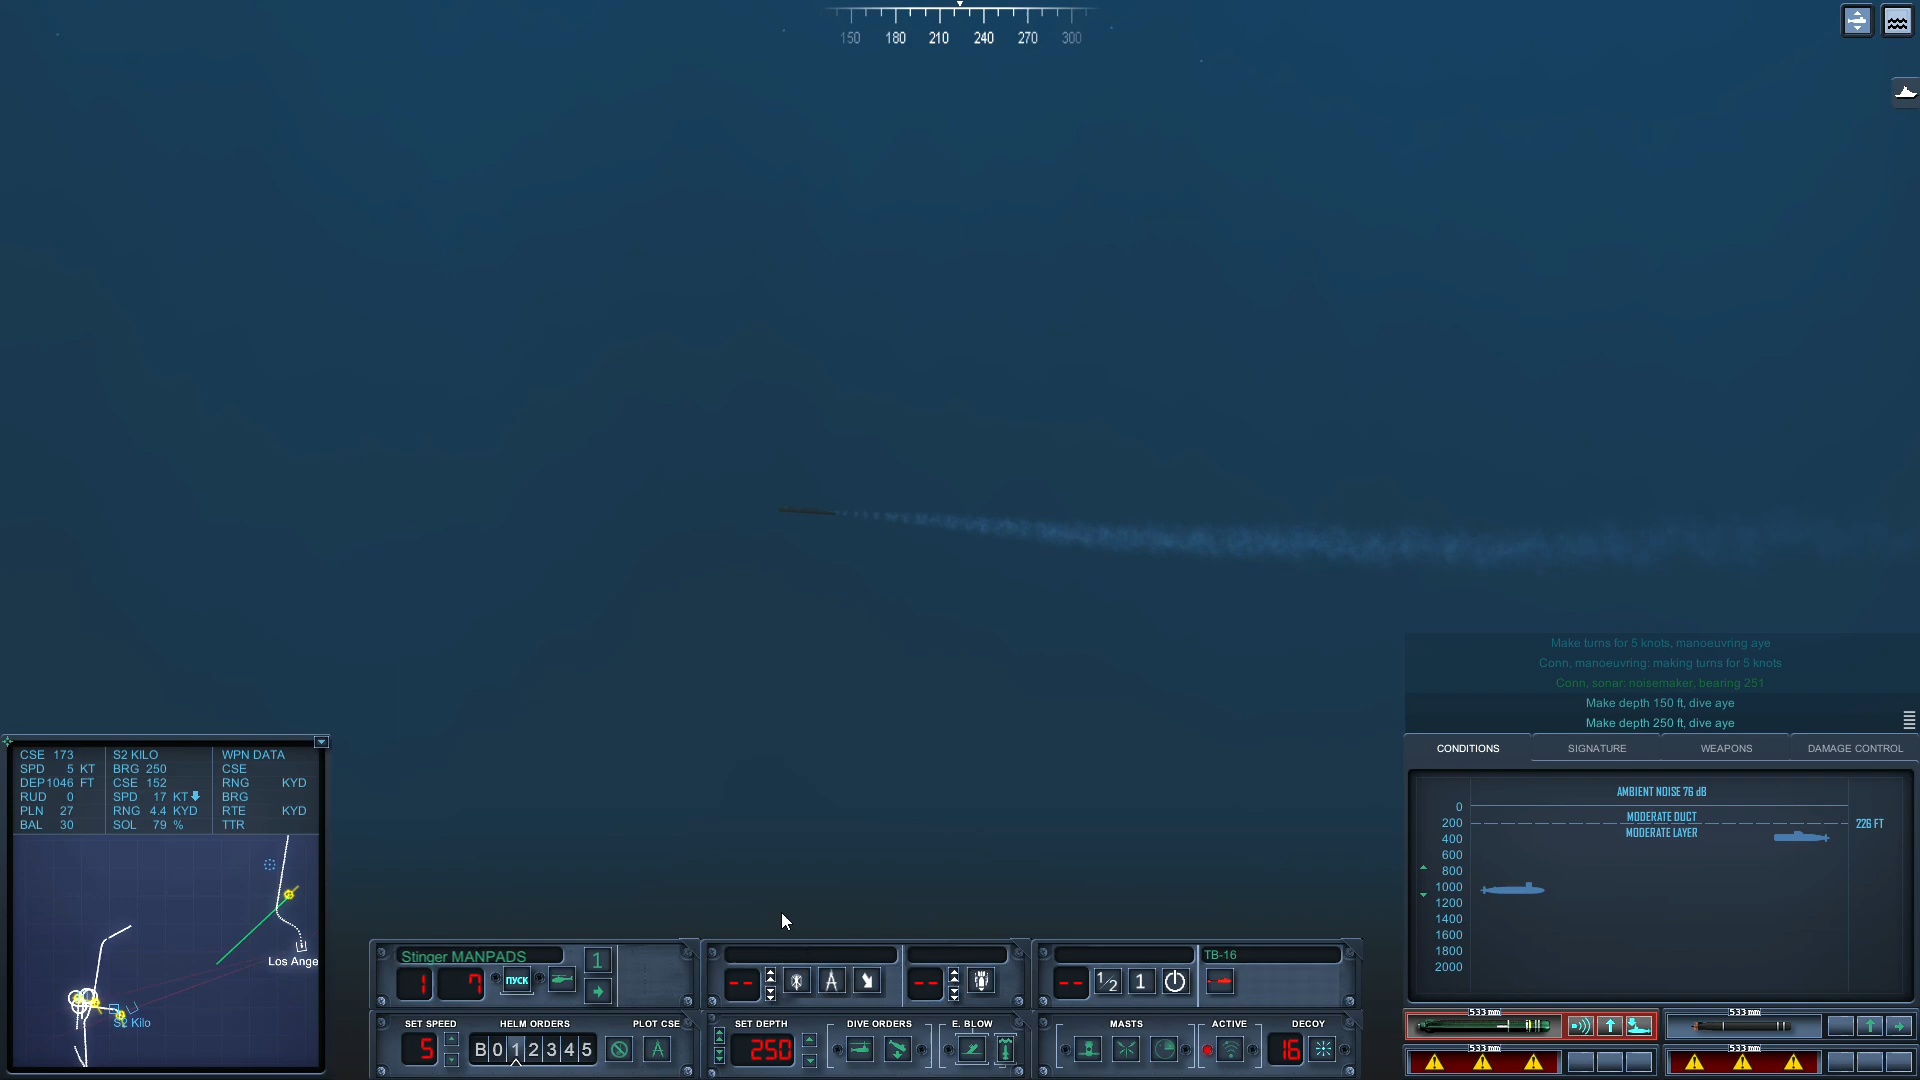 150 180 210 240 270 300
Make turns for 5 knots, manoeuvring aye
Conn, manoeuvring: making turns for 5 knots
Conn, sonar: noisemaker, bearing 251
Make depth 150 ft, dive aye
Make depth 250 ft, dive aye
CONDITIONS SIGNATURE WEAPONS DAMAGE CONTROL
AMBIENT NOISE 76 dB
0
MODERATE DUCT
200
226 FT
MODERATE LAYER
400
600
800
1000
1200
1400
1600
1800
2000
533 mm 533 mm
533 mm 533 mm
CSE 173 S2 KILO WPN DATA
SPD 5 KT BRG 250 CSE
DEP 1046 FT CSE 152 RNG KYD
RUD 0 SPD 17 KT BRG
PLN 27 RNG 4.4 KYD RTE KYD
BAL 30 SOL 79 % TTR
Los Ange
S2 Kilo
Stinger MANPADS 1 TB-16
1 7 ПУСК -- -- -- 1/2 1
SET SPEED HELM ORDERS PLOT CSE SET DEPTH DIVE ORDERS E. BLOW MASTS ACTIVE DECOY
5 B 0 1 2 3 4 5 250 16